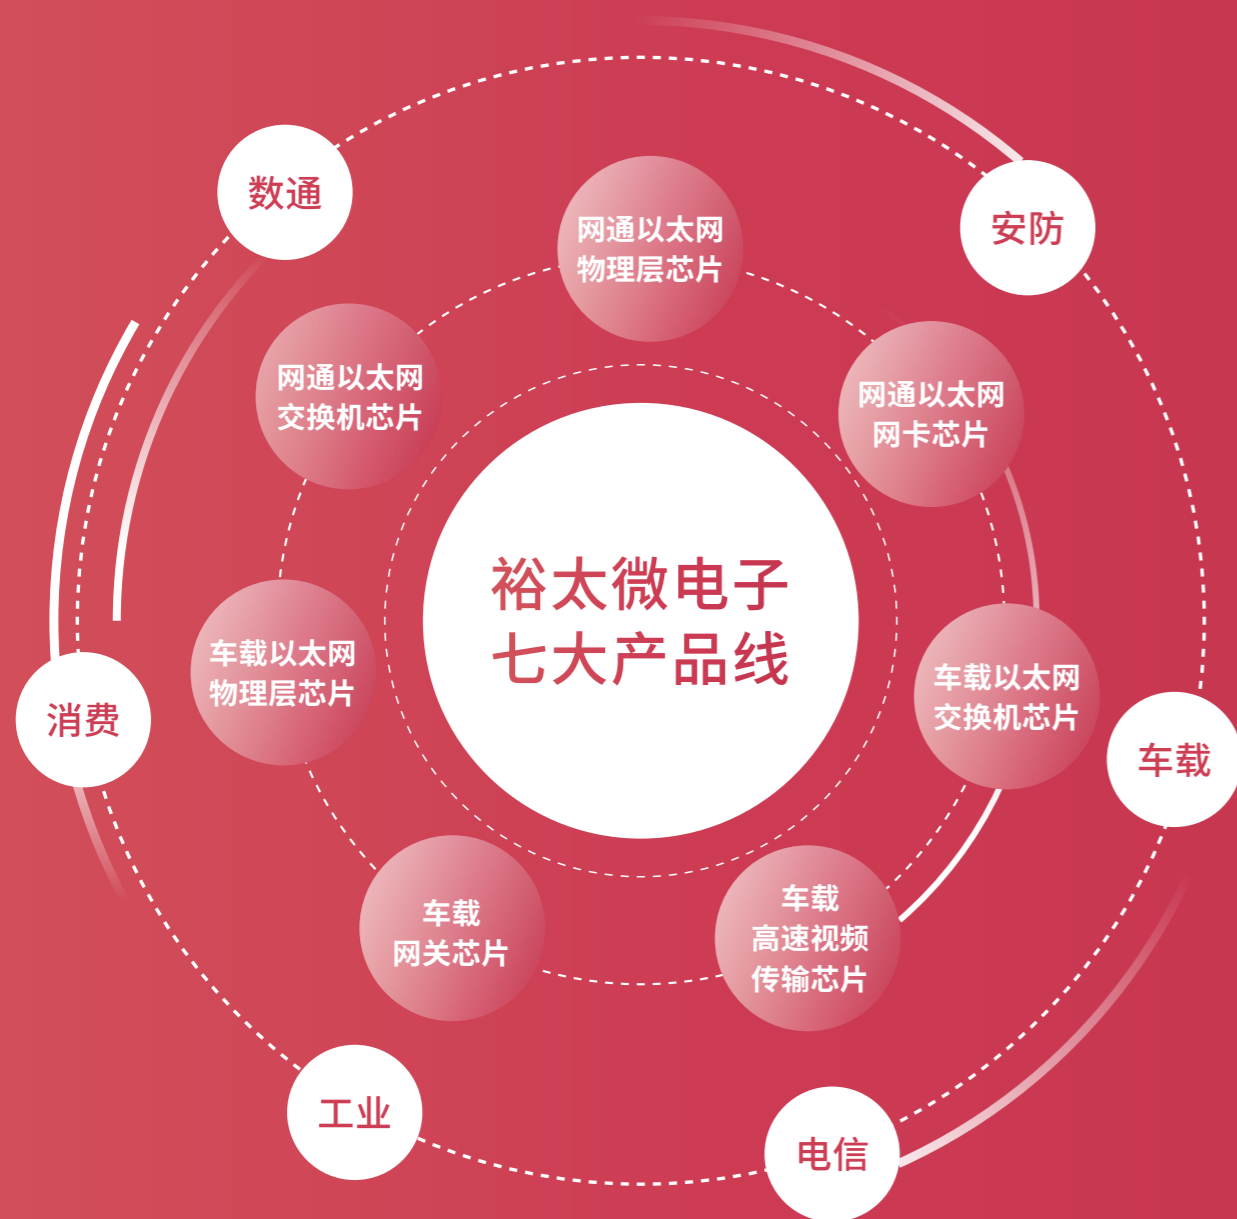 数通
安防
网通以太网
物理层芯片
网通以太网
交换机芯片
网通以太网
网卡芯片
裕太微电子
七大产品线
车载以太网
物理层芯片
车载以太网
交换机芯片
消费
车载
车载
网关芯片
车载
高速视频
传输芯片
工业
电信